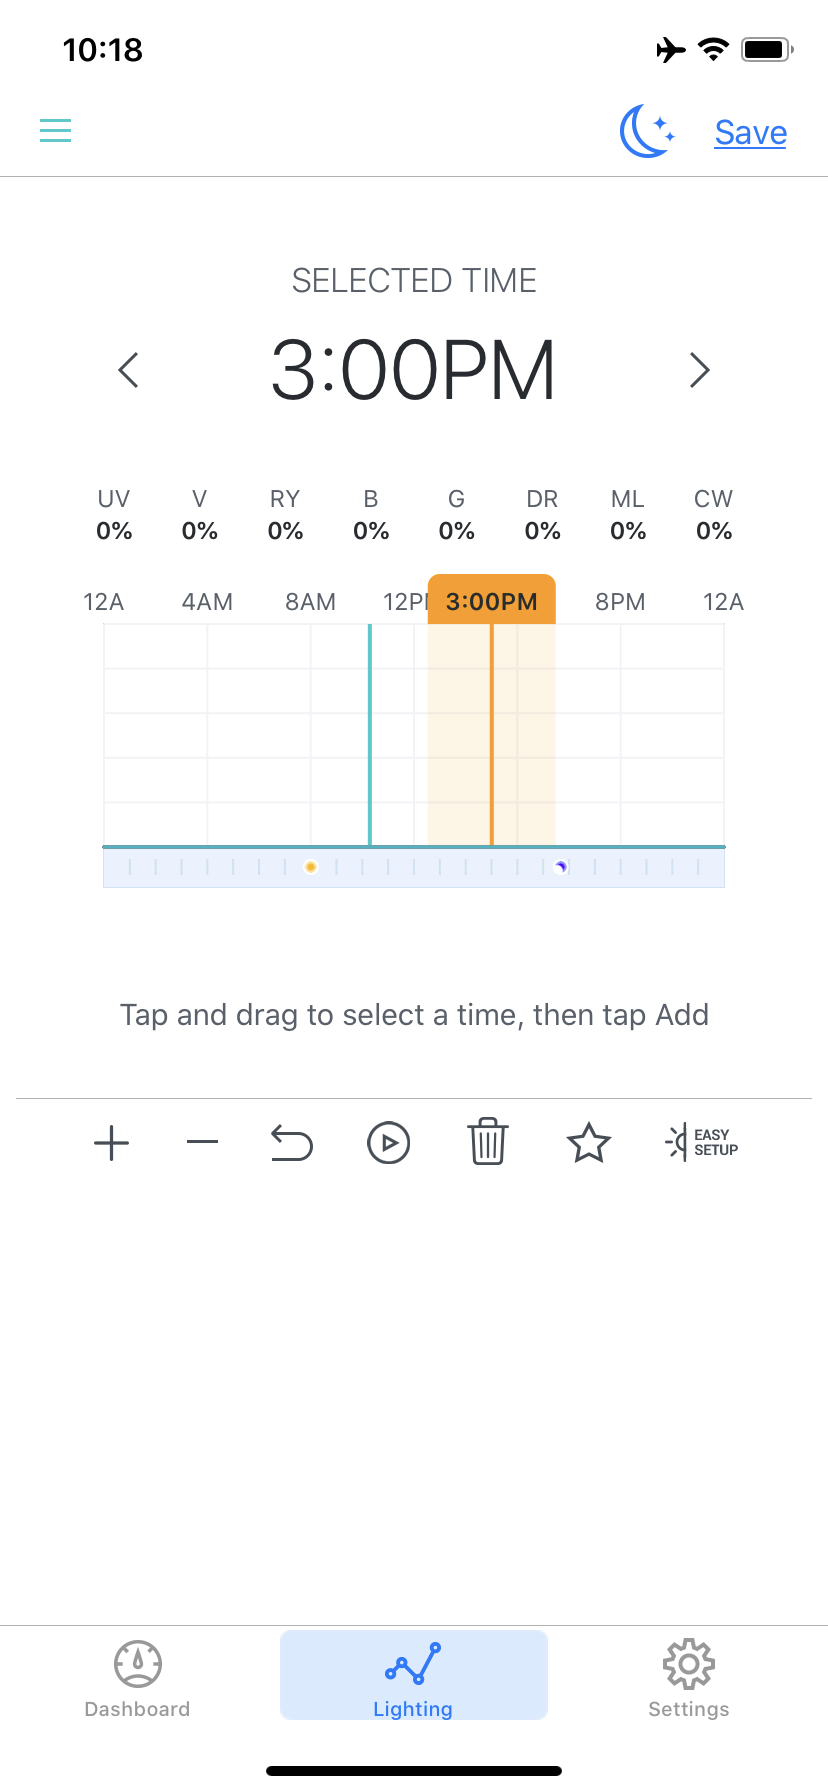 10:18
Save
SELECTED TIME
3:00PM
UV V RY B G DR ML CW
0% 0% 0% 0% 0% 0% 0% 0%
12A 4AM 8AM 12P 3:00PM 8PM 12A
Tap and drag to select a time, then tap Add
EASY
SETUP
Dashboard Lighting Settings